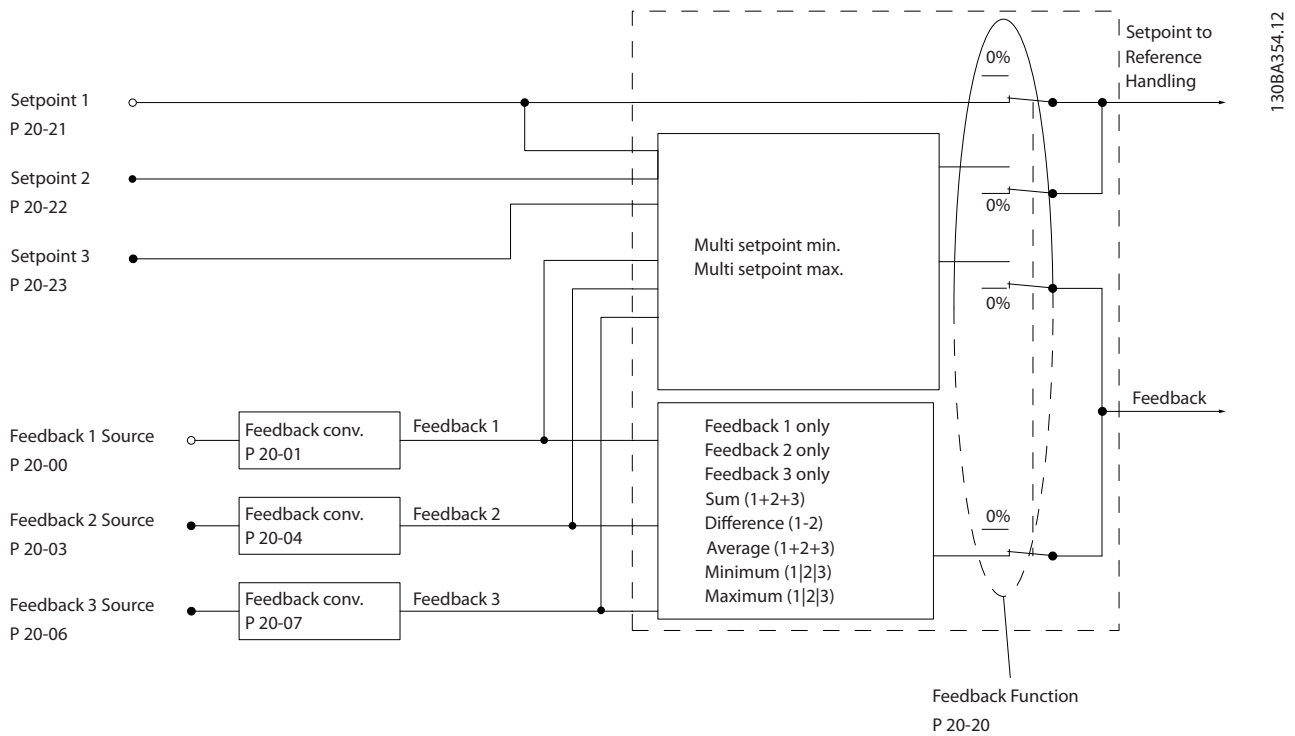 Setpoint 1
P 20-21
Setpoint 2
P 20-22
Setpoint 3
P 20-23
Feedback 1 Source
P 20-00
Feedback conv.
P 20-01
Feedback 1
Feedback 2 Source
P 20-03
Feedback conv.
P 20-04
Feedback 2
Feedback 3 Source
P 20-06
Feedback conv.
P 20-07
Feedback 3
Multi setpoint min.
Multi setpoint max.
Feedback 1 only
Feedback 2 only
Feedback 3 only
Sum (1+2+3)
Difference (1-2)
Average (1+2+3)
Minimum (1|2|3)
Maximum (1|2|3)
0%
0%
0%
0%
Setpoint to
Reference
Handling
Feedback
Feedback Function
P 20-20
130BA354.12